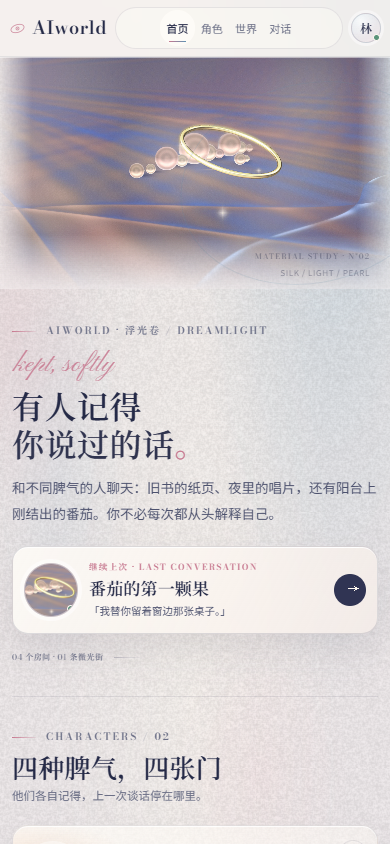 AIworld
首页 角色 世界 对话
林
MATERIAL STUDY · N°02
SILK / LIGHT / PEARL
AIWORLD · 浮光卷 / DREAMLIGHT
kept, softly
有人记得
你说过的话。
和不同脾气的人聊天：旧书的纸页、夜里的唱片，还有阳台上
刚结出的番茄。你不必每次都从头解释自己。
继续上次 · LAST CONVERSATION
番茄的第一颗果
「我替你留着窗边那张桌子。」
04 个房间 · 01 条微光街
CHARACTERS / 02
四种脾气，四张门
他们各自记得，上一次谈话停在哪里。